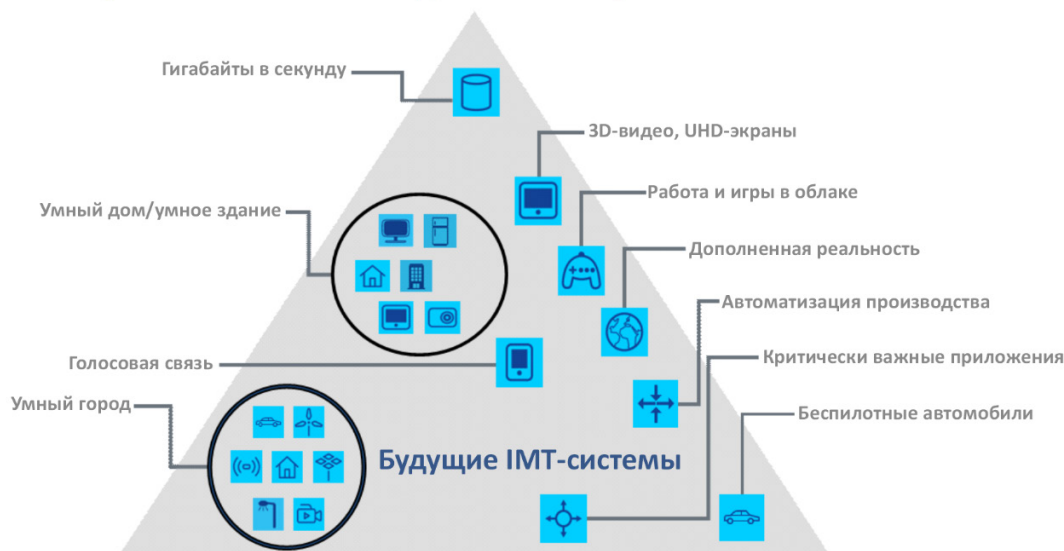 Гигабайты в секунду
3D-видео, UHD-экраны
Работа и игры в облаке
Умный дом/умное здание
Дополненная реальность
Автоматизация производства
Критически важные приложения
Голосовая связь
Умный город
Беспилотные автомобили
Будущие IMT-системы